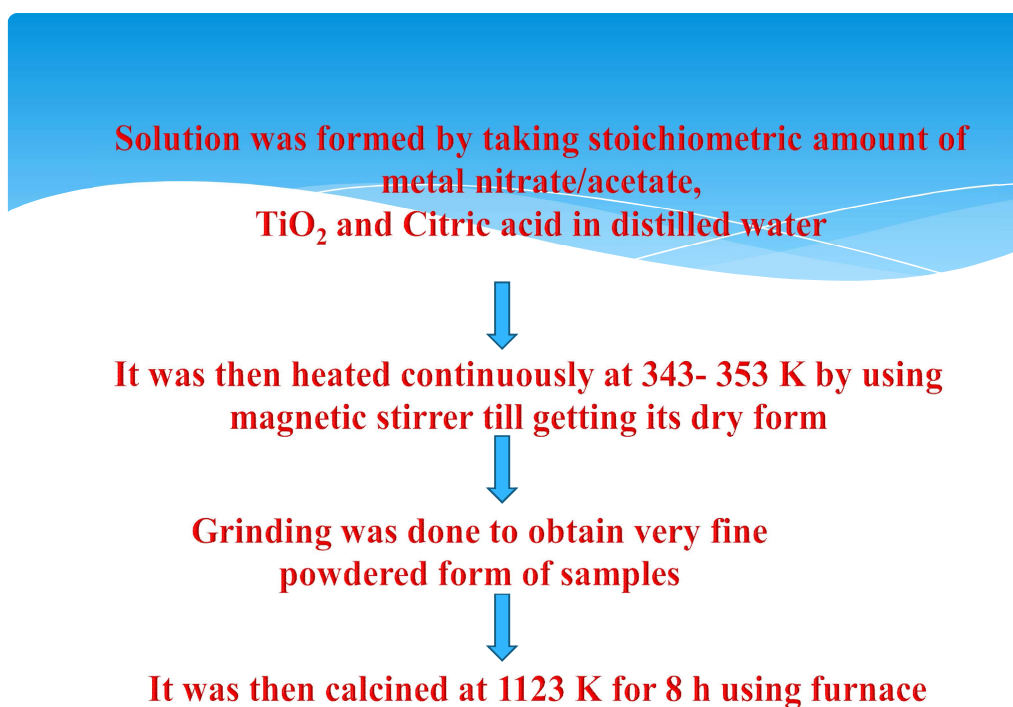 Solution was formed by taking stoichiometric amount of
metal nitrate/acetate,
TiO₂ and Citric acid in distilled water
It was then heated continuously at 343- 353 K by using
magnetic stirrer till getting its dry form
Grinding was done to obtain very fine
powdered form of samples
It was then calcined at 1123 K for 8 h using furnace